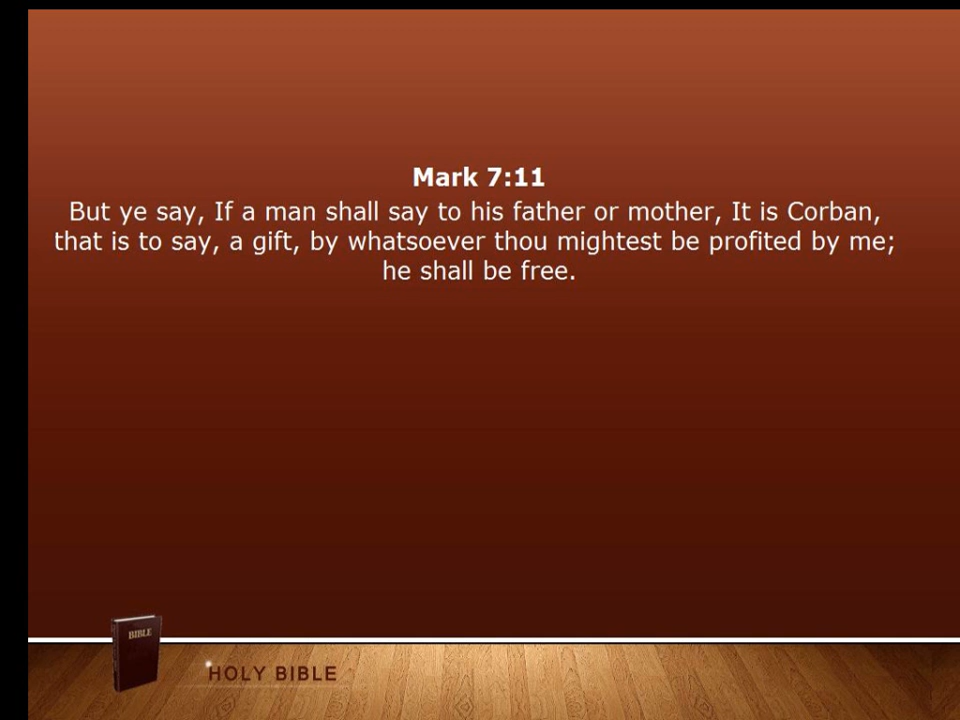 Mark 7:11
But ye say, If a man shall say to his father or mother, It is Corban,
that is to say, a gift, by whatsoever thou mightest be profited by me;
he shall be free.
BIBLE
HOLY BIBLE